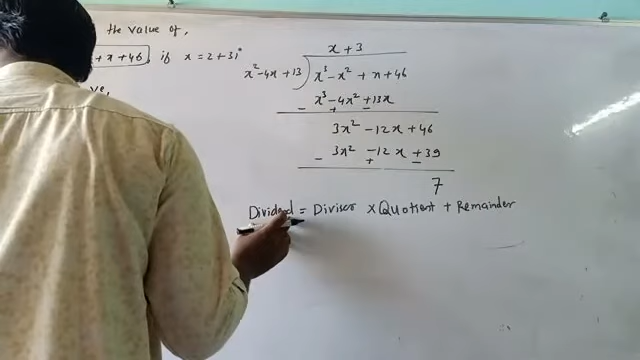 the value of,
+ x + 46, if x = 2 + 3i
ve,
x + 3
x² - 4x + 13 ) x³ - x² + x + 46
x³ - 4x² + 13x
- + -
3x² - 12x + 46
3x² - 12x + 39
- + -
7
Dividend = Divisor × Quotient + Remainder